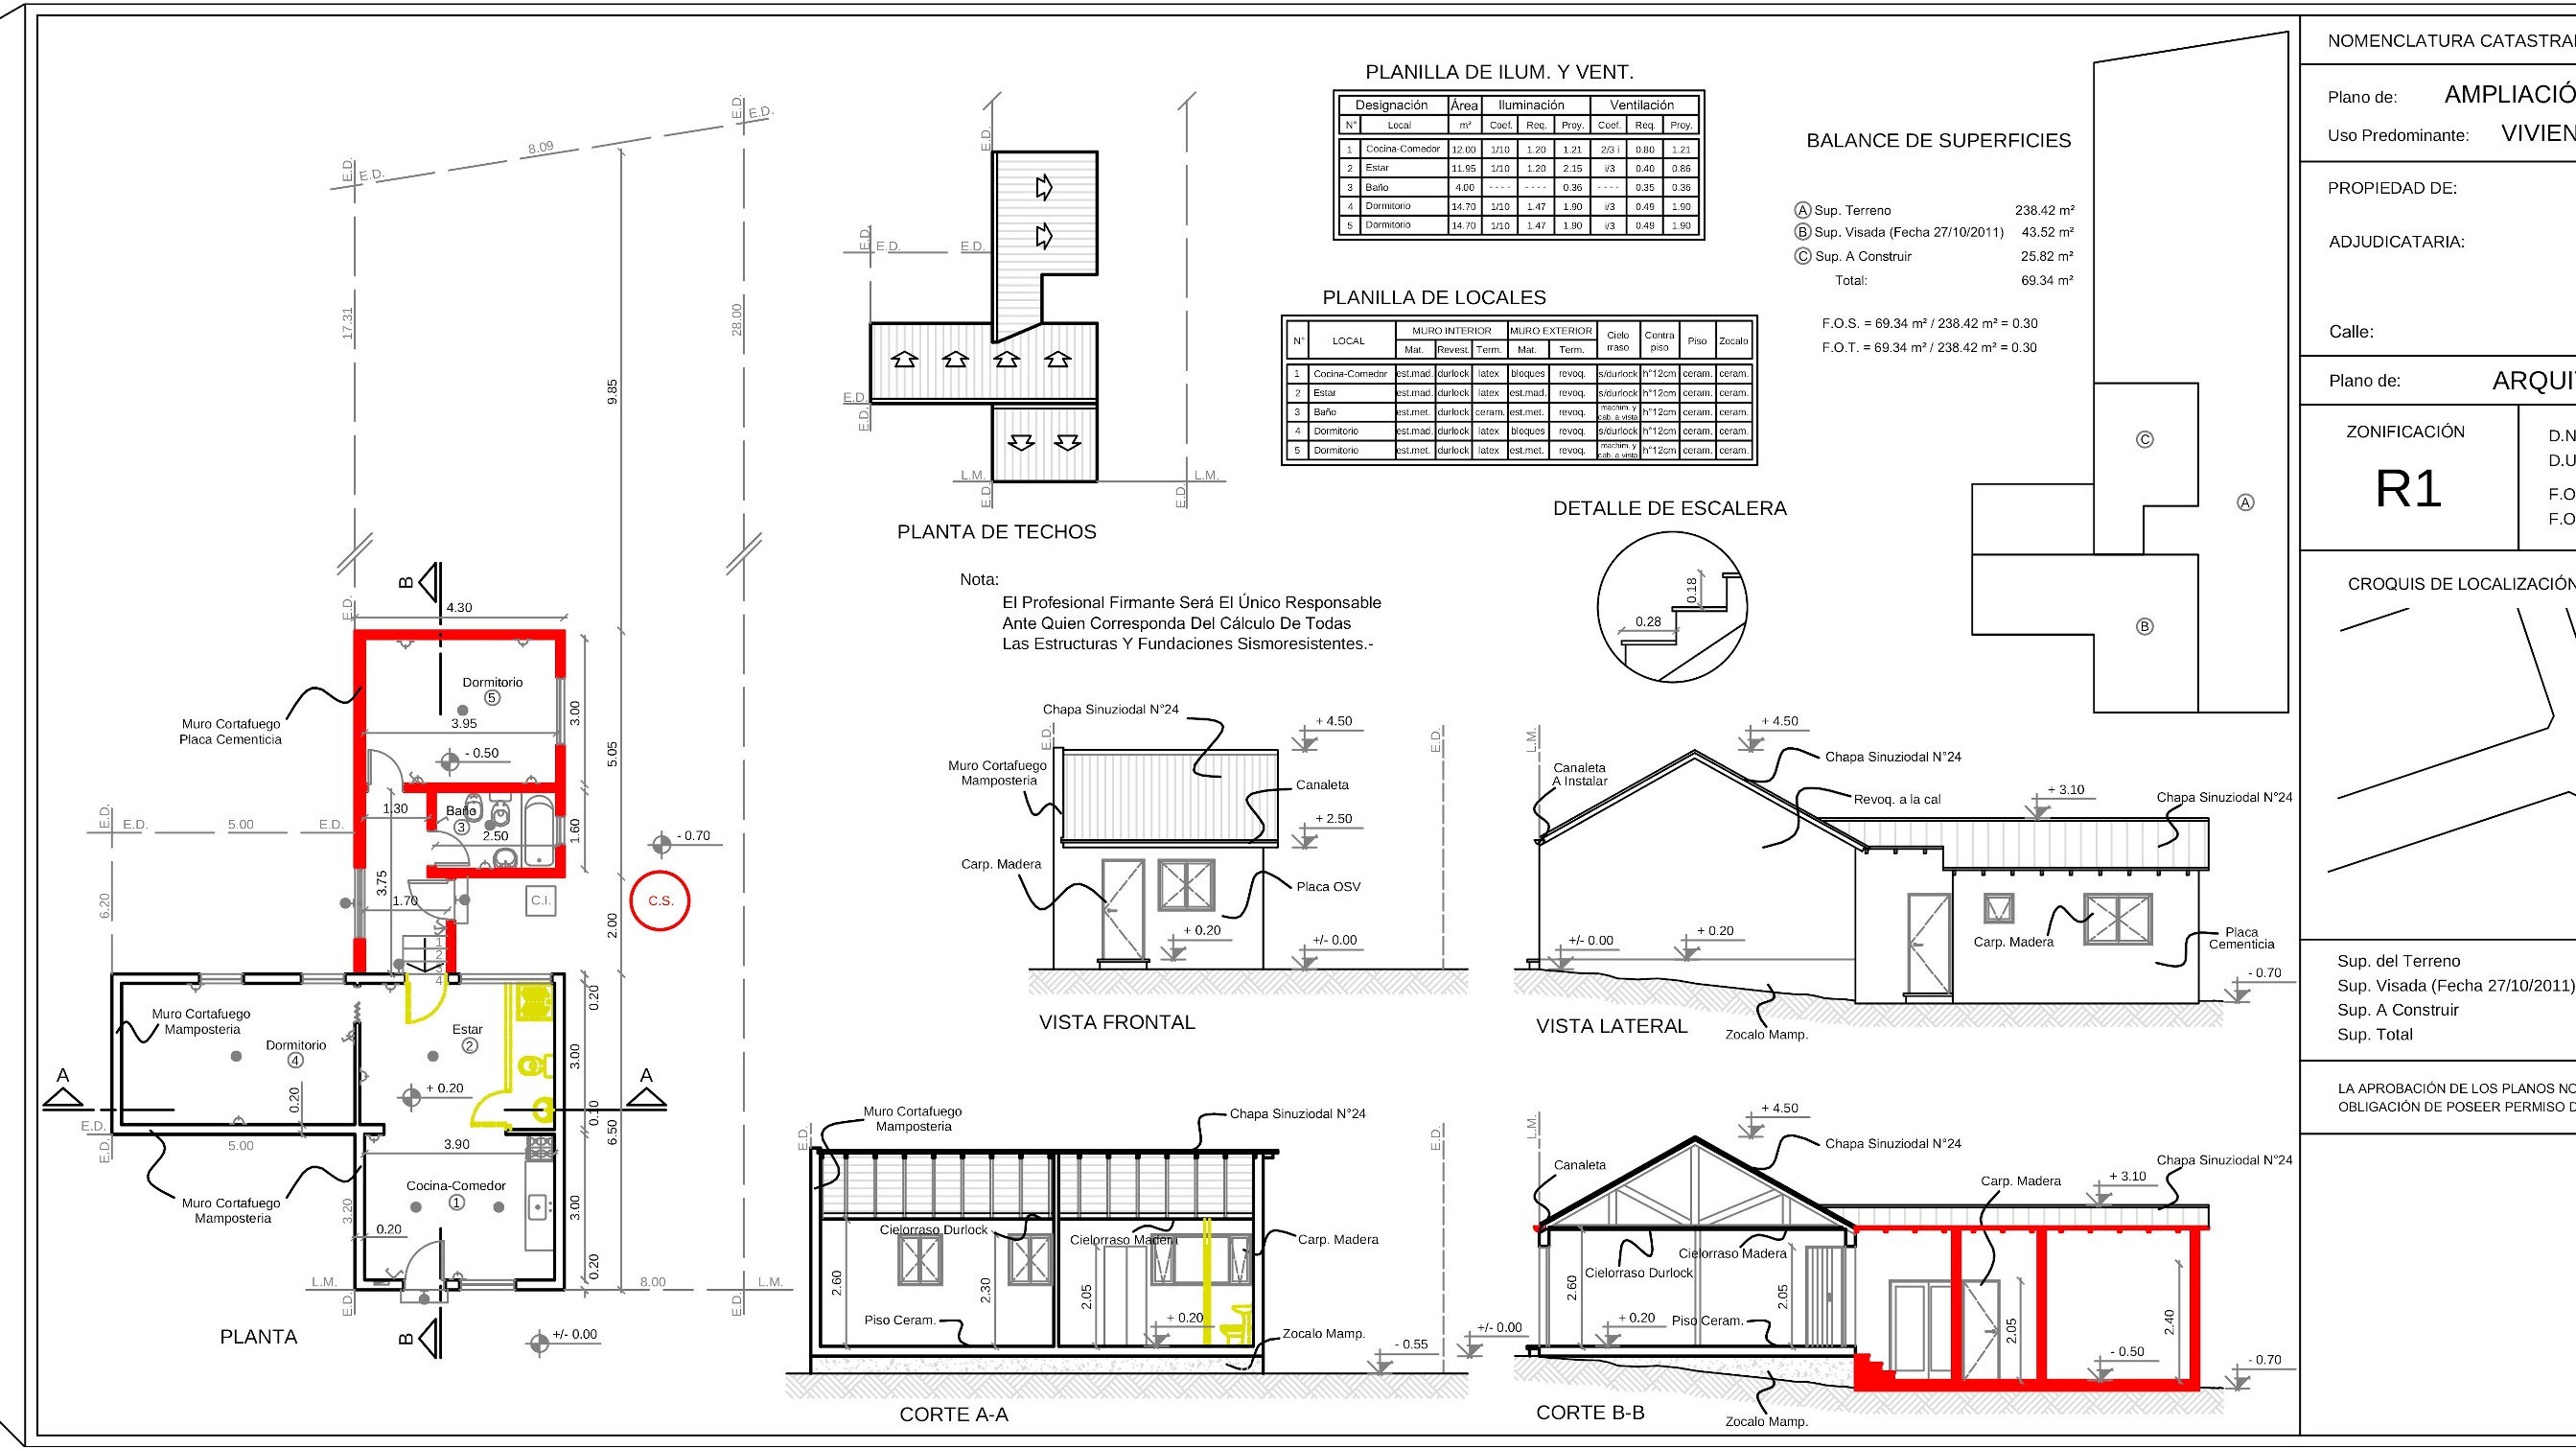 PLANILLA DE ILUM. Y VENT.
Designación Área Iluminación Ventilación
N° Local m² Coef. Req. Proy. Coef. Req. Proy.
1 Cocina-Comedor 12.00 1/10 1.20 1.21 2/3 i 0.80 1.21
2 Estar 11.95 1/10 1.20 2.15 i/3 0.40 0.86
3 Baño 4.00 - - - - - - - - 0.36 - - - - 0.35 0.36
4 Dormitorio 14.70 1/10 1.47 1.90 i/3 0.49 1.90
5 Dormitorio 14.70 1/10 1.47 1.90 i/3 0.49 1.90
PLANILLA DE LOCALES
N° LOCAL MURO INTERIOR MURO EXTERIOR Cielo raso Contra piso Piso Zocalo
Mat. Revest. Term. Mat. Term.
1 Cocina-Comedor est.mad. durlock latex bloques revoq. s/durlock h°12cm ceram. ceram.
2 Estar est.mad. durlock latex est.mad. revoq. s/durlock h°12cm ceram. ceram.
3 Baño est.met. durlock ceram. est.met. revoq. machim. y cab. a vista h°12cm ceram. ceram.
4 Dormitorio est.mad. durlock latex bloques revoq. s/durlock h°12cm ceram. ceram.
5 Dormitorio est.met. durlock latex est.met. revoq. machim. y cab. a vista h°12cm ceram. ceram.
BALANCE DE SUPERFICIES
A Sup. Terreno 238.42 m²
B Sup. Visada (Fecha 27/10/2011) 43.52 m²
C Sup. A Construir 25.82 m²
Total: 69.34 m²
F.O.S. = 69.34 m² / 238.42 m² = 0.30
F.O.T. = 69.34 m² / 238.42 m² = 0.30
C
A
B
DETALLE DE ESCALERA
0.18
0.28
E.D.
E.D. E.D.
E.D.
E.D.
E.D.
L.M. L.M.
E.D. E.D.
PLANTA DE TECHOS
Nota:
El Profesional Firmante Será El Único Responsable
Ante Quien Corresponda Del Cálculo De Todas
Las Estructuras Y Fundaciones Sismoresistentes.-
E.D.
E.D.
8.09
E.D.
E.D.
17.31
28.00
9.85
E.D.
B
4.30
Dormitorio
5
3.95
3.00
- 0.50
5.05
Muro Cortafuego
Placa Cementicia
1.30
Baño
3
2.50
1.60
- 0.70
E.D.
E.D. 5.00 E.D.
6.20
3.75
1.70
C.I.
C.S.
2.00
1
2
3
4
0.20
Muro Cortafuego
Mamposteria
Dormitorio
4
Estar
2
3.00
A A
0.20
+ 0.20
0.10
6.50
E.D.
E.D.
5.00
3.90
Cocina-Comedor
1
Muro Cortafuego
Mamposteria
3.20
3.00
0.20
0.20
L.M. 8.00 L.M.
E.D. E.D.
PLANTA
B
+/- 0.00
Chapa Sinuziodal N°24
+ 4.50
E.D. E.D.
Muro Cortafuego
Mamposteria
Canaleta
+ 2.50
Carp. Madera
Placa OSV
+ 0.20
+/- 0.00
VISTA FRONTAL
L.M.
+ 4.50
Chapa Sinuziodal N°24
Canaleta
A Instalar
Revoq. a la cal
+ 3.10
Chapa Sinuziodal N°24
+/- 0.00
+ 0.20
Carp. Madera
Placa
Cementicia
- 0.70
VISTA LATERAL
Zocalo Mamp.
Muro Cortafuego
Mamposteria
Chapa Sinuziodal N°24
E.D. E.D.
Cielorraso Durlock
Cielorraso Madera
Carp. Madera
2.60
2.30
2.05
Piso Ceram.
+ 0.20
Zocalo Mamp.
- 0.55
CORTE A-A
L.M.
+ 4.50
Chapa Sinuziodal N°24
Canaleta
Carp. Madera
+ 3.10
Chapa Sinuziodal N°24
Cielorraso Madera
Cielorraso Durlock
2.60
2.05
+ 0.20
Piso Ceram.
+/- 0.00
2.05
2.40
- 0.50
- 0.70
CORTE B-B
Zocalo Mamp.
NOMENCLATURA CATASTRA
Plano de: AMPLIACIÓ
Uso Predominante: VIVIEN
PROPIEDAD DE:
ADJUDICATARIA:
Calle:
Plano de: ARQUI
ZONIFICACIÓN
R1
D.N
D.U
F.O
F.O
CROQUIS DE LOCALIZACIÓN
Sup. del Terreno
Sup. Visada (Fecha 27/10/2011)
Sup. A Construir
Sup. Total
LA APROBACIÓN DE LOS PLANOS NO
OBLIGACIÓN DE POSEER PERMISO D